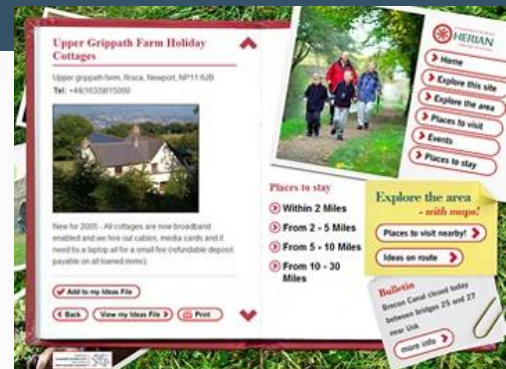 Upper Grippath Farm Holiday
Cottages
Upper grippath farm, Risca, Newport, NP11 6JB
Tel: +44(1633)615000
New for 2005 - All cottages are now broadband
enabled and we hire out cables, media cards and if
need by a laptop all for a small fee (refundable deposit
payable on all loaned items).
Add to my Ideas File
Back
View my Ideas File
Print
Places to stay
Within 2 Miles
From 2 - 5 Miles
From 5 - 10 Miles
From 10 - 30
Miles
HERIAN
Home
Explore this site
Explore the area
Places to visit
Events
Places to stay
Explore the area
- with maps!
Places to visit nearby!
Ideas on route
Bulletin
Brecon Canal closed today
between bridges 25 and 27
near Usk
more info